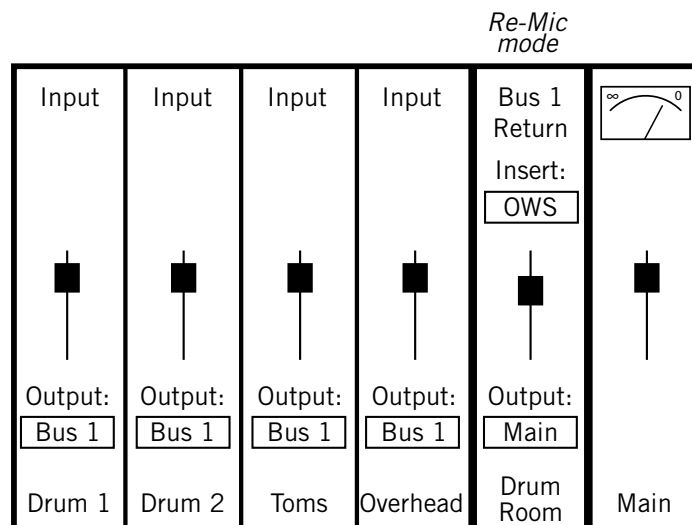 Re-Mic
mode
Input
Input
Input
Input
Bus 1
Return
∞
0
Insert:
OWS
Output:
Output:
Output:
Output:
Output:
Bus 1
Bus 1
Bus 1
Bus 1
Main
Drum 1
Drum 2
Toms
Overhead
Drum
Room
Main